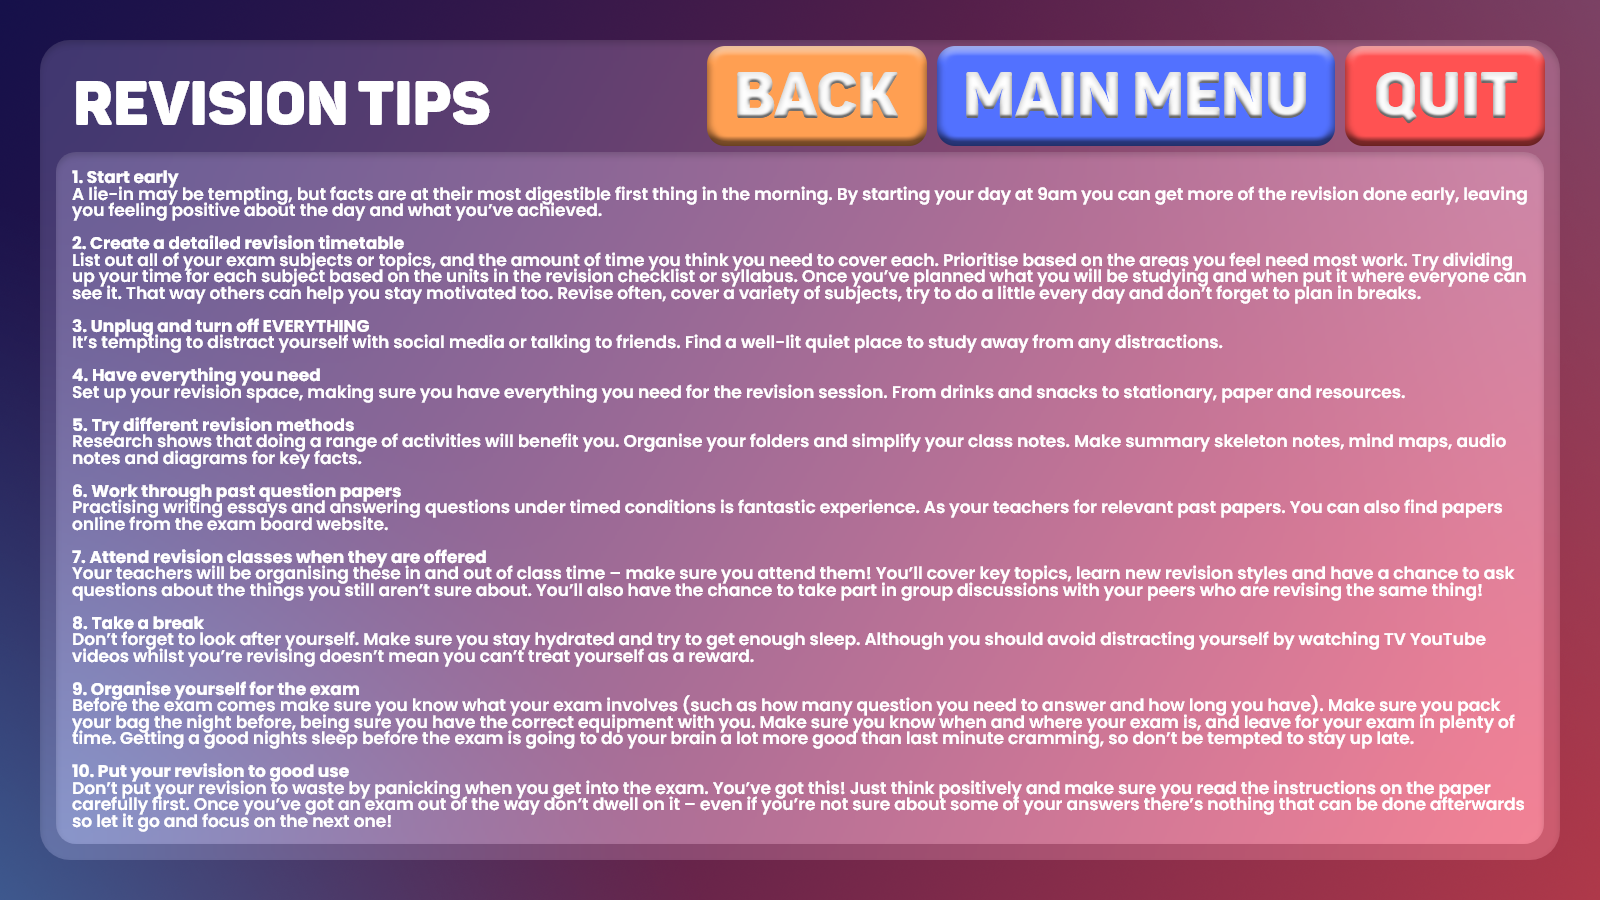 REVISION TIPS
BACK
MAIN MENU
QUIT
1. Start early
A lie-in may be tempting, but facts are at their most digestible first thing in the morning. By starting your day at 9am you can get more of the revision done early, leaving
you feeling positive about the day and what you’ve achieved.
2. Create a detailed revision timetable
List out all of your exam subjects or topics, and the amount of time you think you need to cover each. Prioritise based on the areas you feel need most work. Try dividing
up your time for each subject based on the units in the revision checklist or syllabus. Once you’ve planned what you will be studying and when put it where everyone can
see it. That way others can help you stay motivated too. Revise often, cover a variety of subjects, try to do a little every day and don’t forget to plan in breaks.
3. Unplug and turn off EVERYTHING
It’s tempting to distract yourself with social media or talking to friends. Find a well-lit quiet place to study away from any distractions.
4. Have everything you need
Set up your revision space, making sure you have everything you need for the revision session. From drinks and snacks to stationary, paper and resources.
5. Try different revision methods
Research shows that doing a range of activities will benefit you. Organise your folders and simplify your class notes. Make summary skeleton notes, mind maps, audio
notes and diagrams for key facts.
6. Work through past question papers
Practising writing essays and answering questions under timed conditions is fantastic experience. As your teachers for relevant past papers. You can also find papers
online from the exam board website.
7. Attend revision classes when they are offered
Your teachers will be organising these in and out of class time – make sure you attend them! You’ll cover key topics, learn new revision styles and have a chance to ask
questions about the things you still aren’t sure about. You’ll also have the chance to take part in group discussions with your peers who are revising the same thing!
8. Take a break
Don’t forget to look after yourself. Make sure you stay hydrated and try to get enough sleep. Although you should avoid distracting yourself by watching TV YouTube
videos whilst you’re revising doesn’t mean you can’t treat yourself as a reward.
9. Organise yourself for the exam
Before the exam comes make sure you know what your exam involves (such as how many question you need to answer and how long you have). Make sure you pack
your bag the night before, being sure you have the correct equipment with you. Make sure you know when and where your exam is, and leave for your exam in plenty of
time. Getting a good nights sleep before the exam is going to do your brain a lot more good than last minute cramming, so don’t be tempted to stay up late.
10. Put your revision to good use
Don’t put your revision to waste by panicking when you get into the exam. You’ve got this! Just think positively and make sure you read the instructions on the paper
carefully first. Once you’ve got an exam out of the way don’t dwell on it – even if you’re not sure about some of your answers there’s nothing that can be done afterwards
so let it go and focus on the next one!